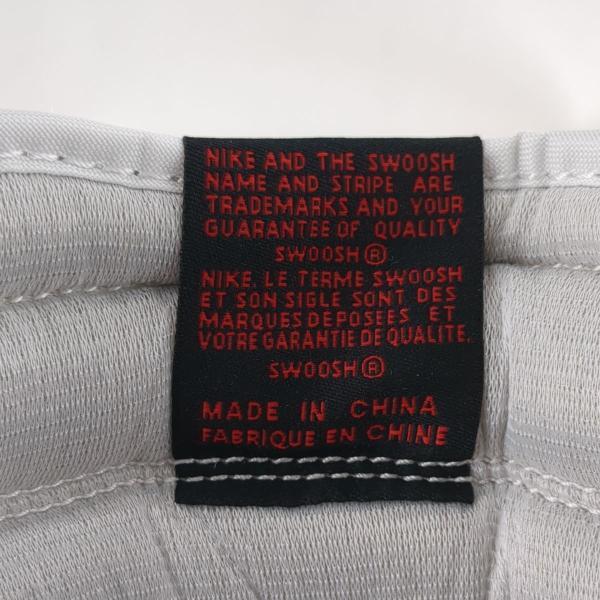 NIKE AND THE SWOOSH
NAME AND STRIPE ARE
TRADEMARKS AND YOUR
GUARANTEE OF QUALITY
SWOOSH®
NIKE, LE TERME SWOOSH
ET SON SIGLE SONT DES
MARQUES DEPOSEES ET
VOTRE GARANTIE DE QUALITE.
SWOOSH®
MADE IN CHINA
FABRIQUE EN CHINE